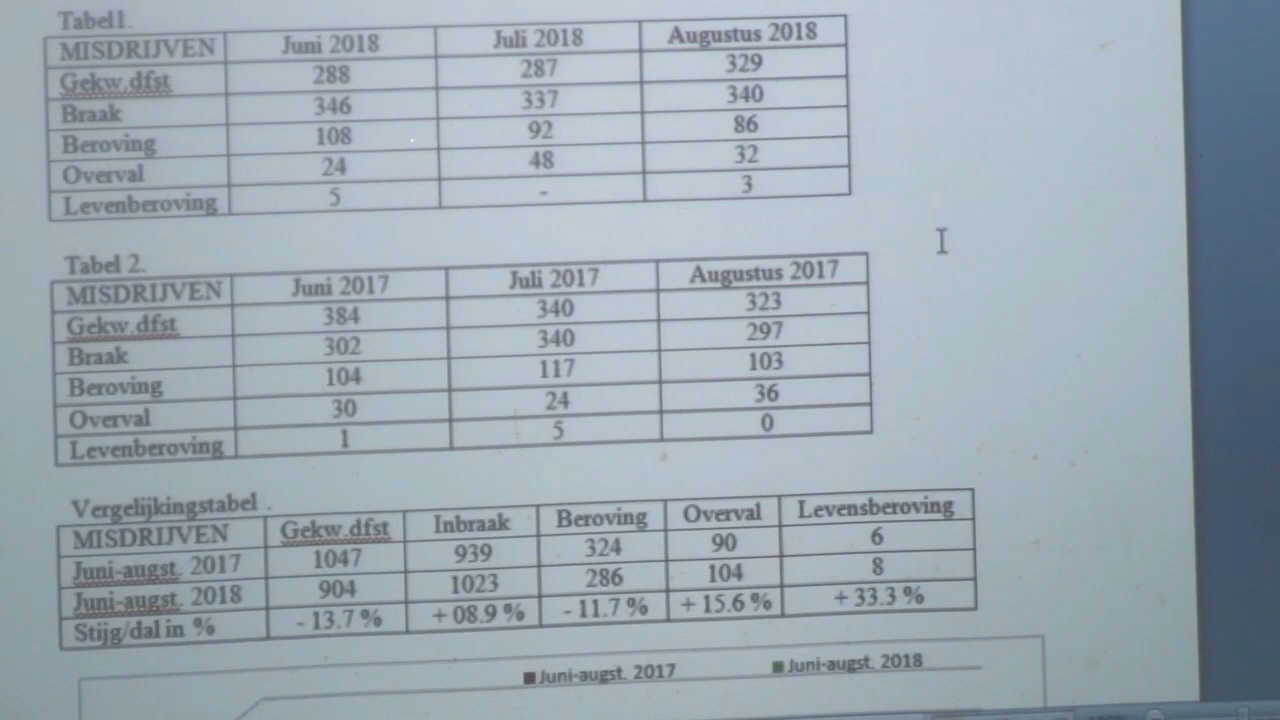 Tabel1.
MISDRIJVEN Juni 2018 Juli 2018 Augustus 2018
Gekw.dfst 288 287 329
Braak 346 337 340
Beroving 108 92 86
Overval 24 48 32
Levenberoving 5 - 3
Tabel 2.
MISDRIJVEN Juni 2017 Juli 2017 Augustus 2017
Gekw.dfst 384 340 323
Braak 302 340 297
Beroving 104 117 103
Overval 30 24 36
Levenberoving 1 5 0
Vergelijkingstabel .
MISDRIJVEN Gekw.dfst Inbraak Beroving Overval Levensberoving
Juni-augst. 2017 1047 939 324 90 6
Juni-augst. 2018 904 1023 286 104 8
Stijg/dal in % - 13.7 % + 08.9 % - 11.7 % + 15.6 % + 33.3 %
Juni-augst. 2017 Juni-augst. 2018